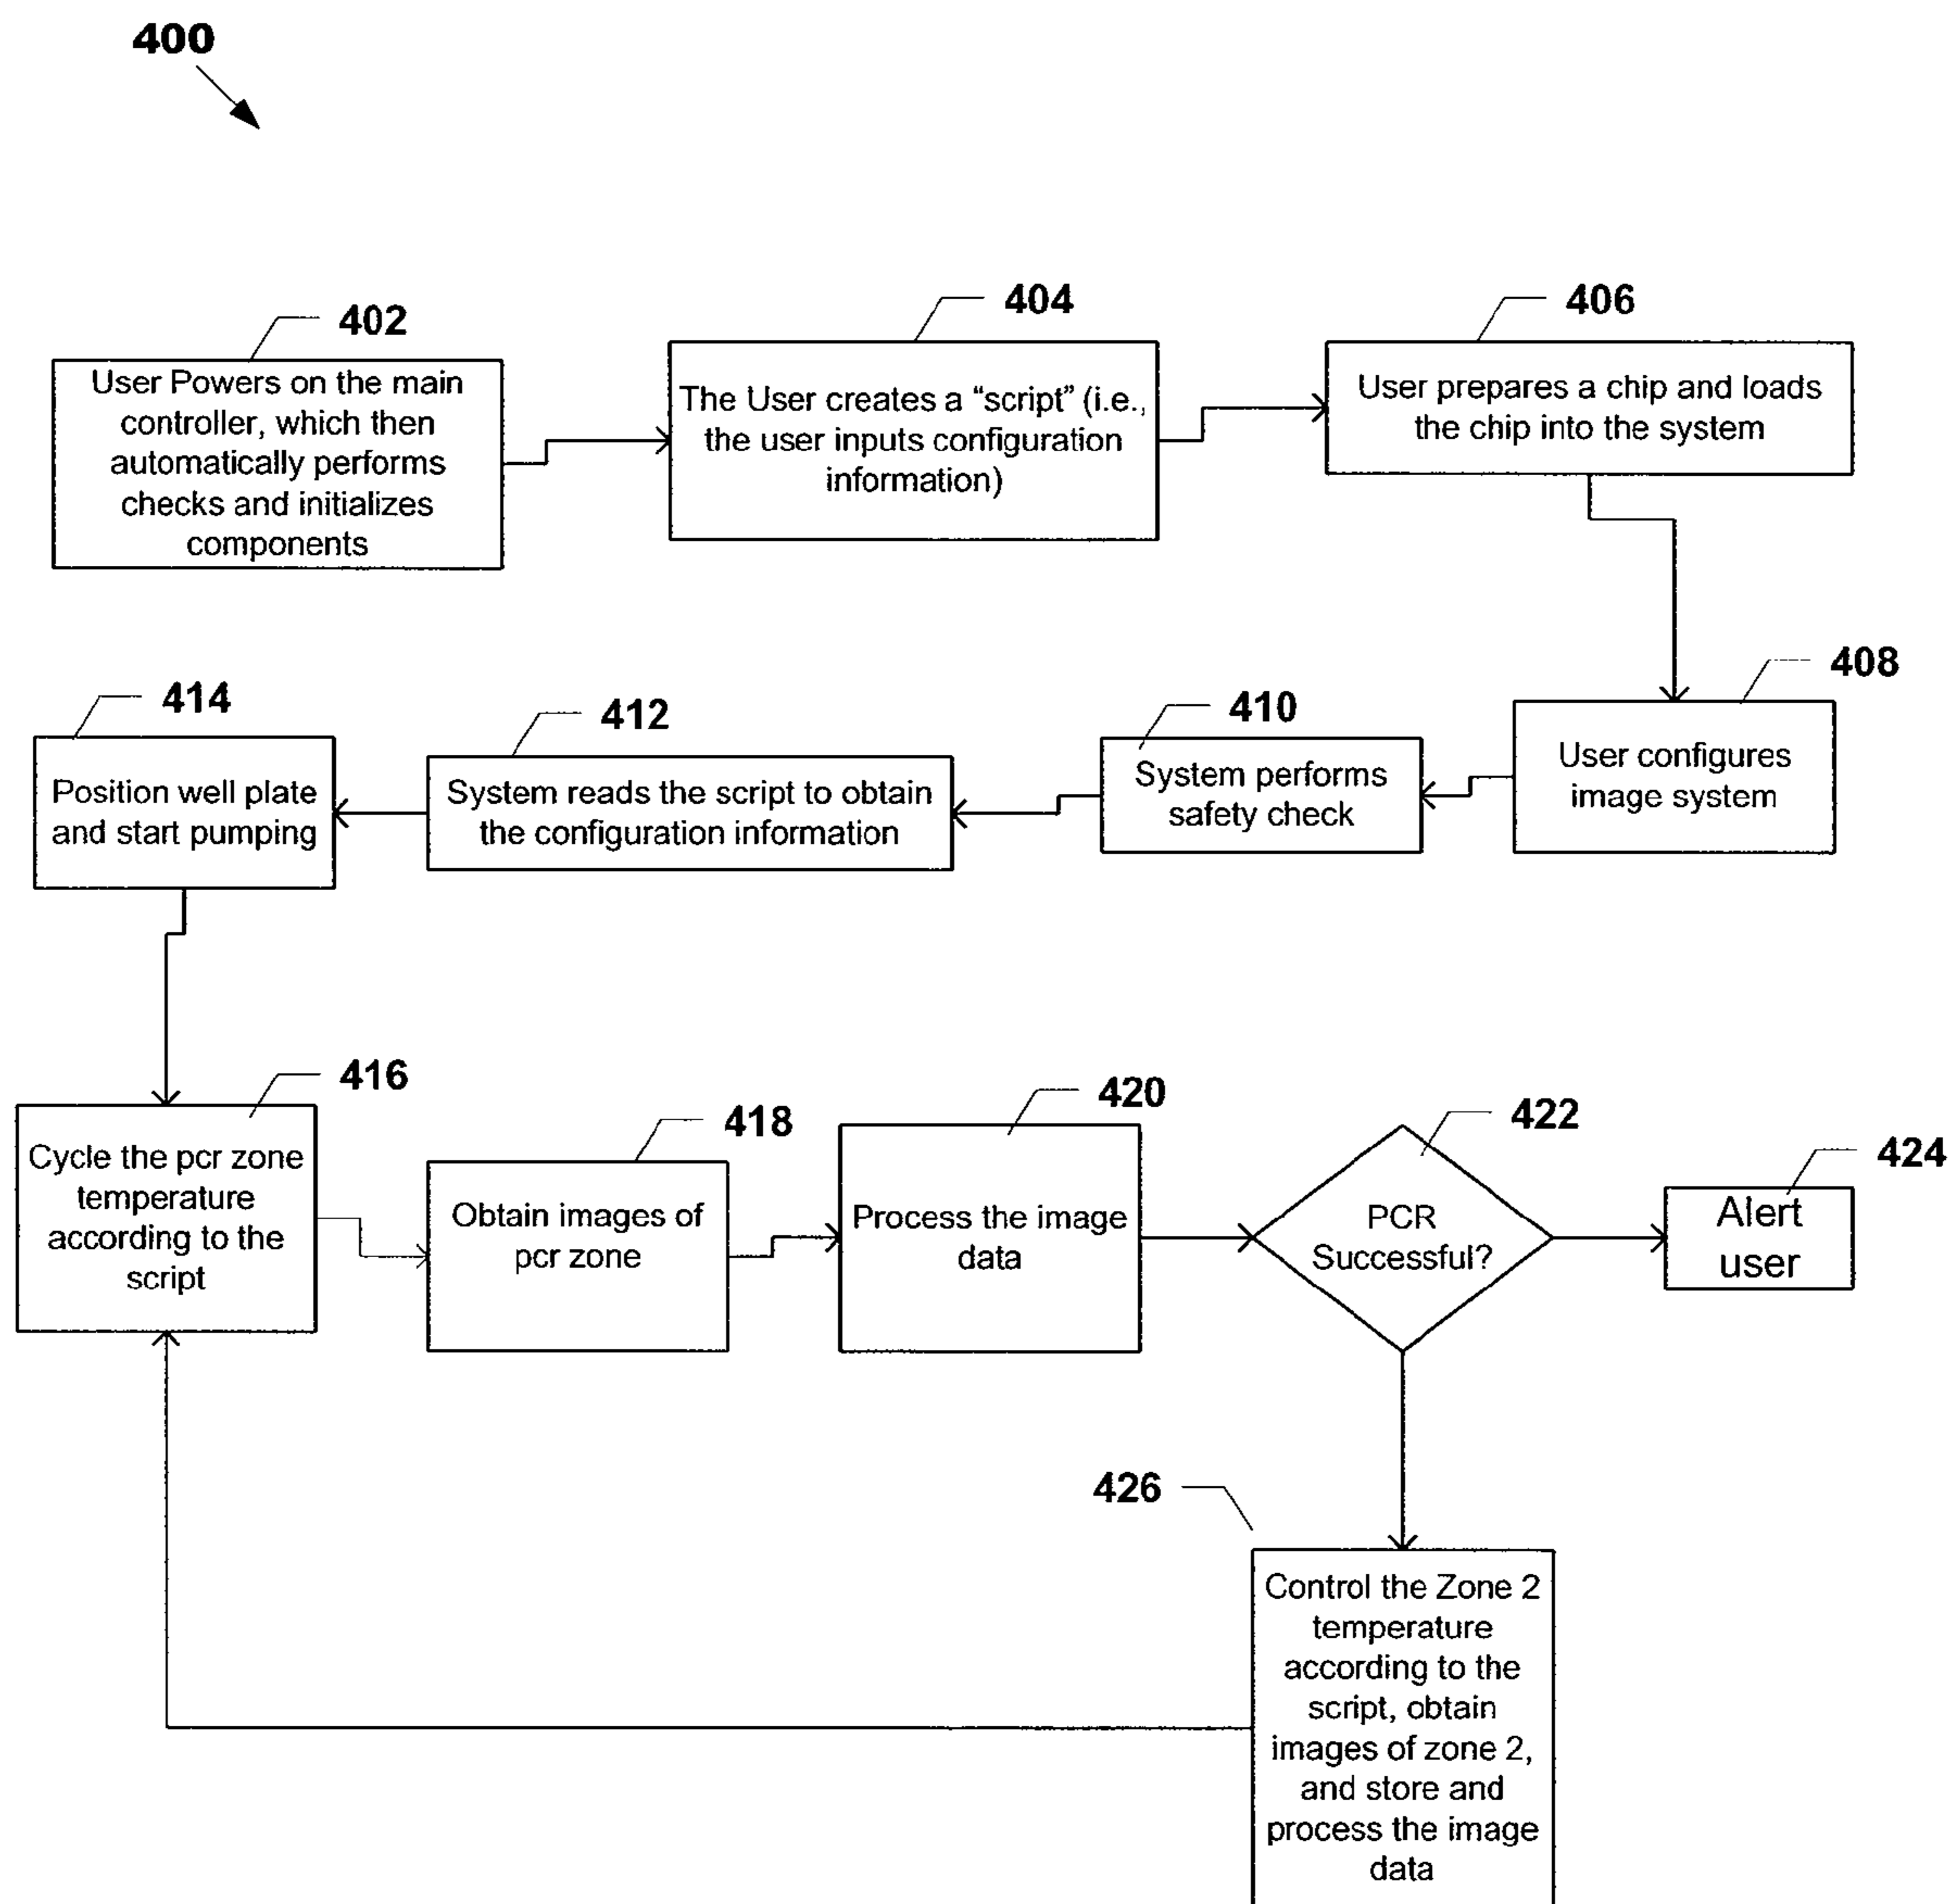 400
402
User Powers on the main
controller, which then
automatically performs
checks and initializes
components
404
The User creates a “script” (i.e.,
the user inputs configuration
information)
406
User prepares a chip and loads
the chip into the system
408
User configures
image system
410
System performs
safety check
412
System reads the script to obtain
the configuration information
414
Position well plate
and start pumping
416
Cycle the pcr zone
temperature
according to the
script
418
Obtain images of
pcr zone
420
Process the image
data
422
PCR
Successful?
424
Alert
user
426
Control the Zone 2
temperature
according to the
script, obtain
images of zone 2,
and store and
process the image
data